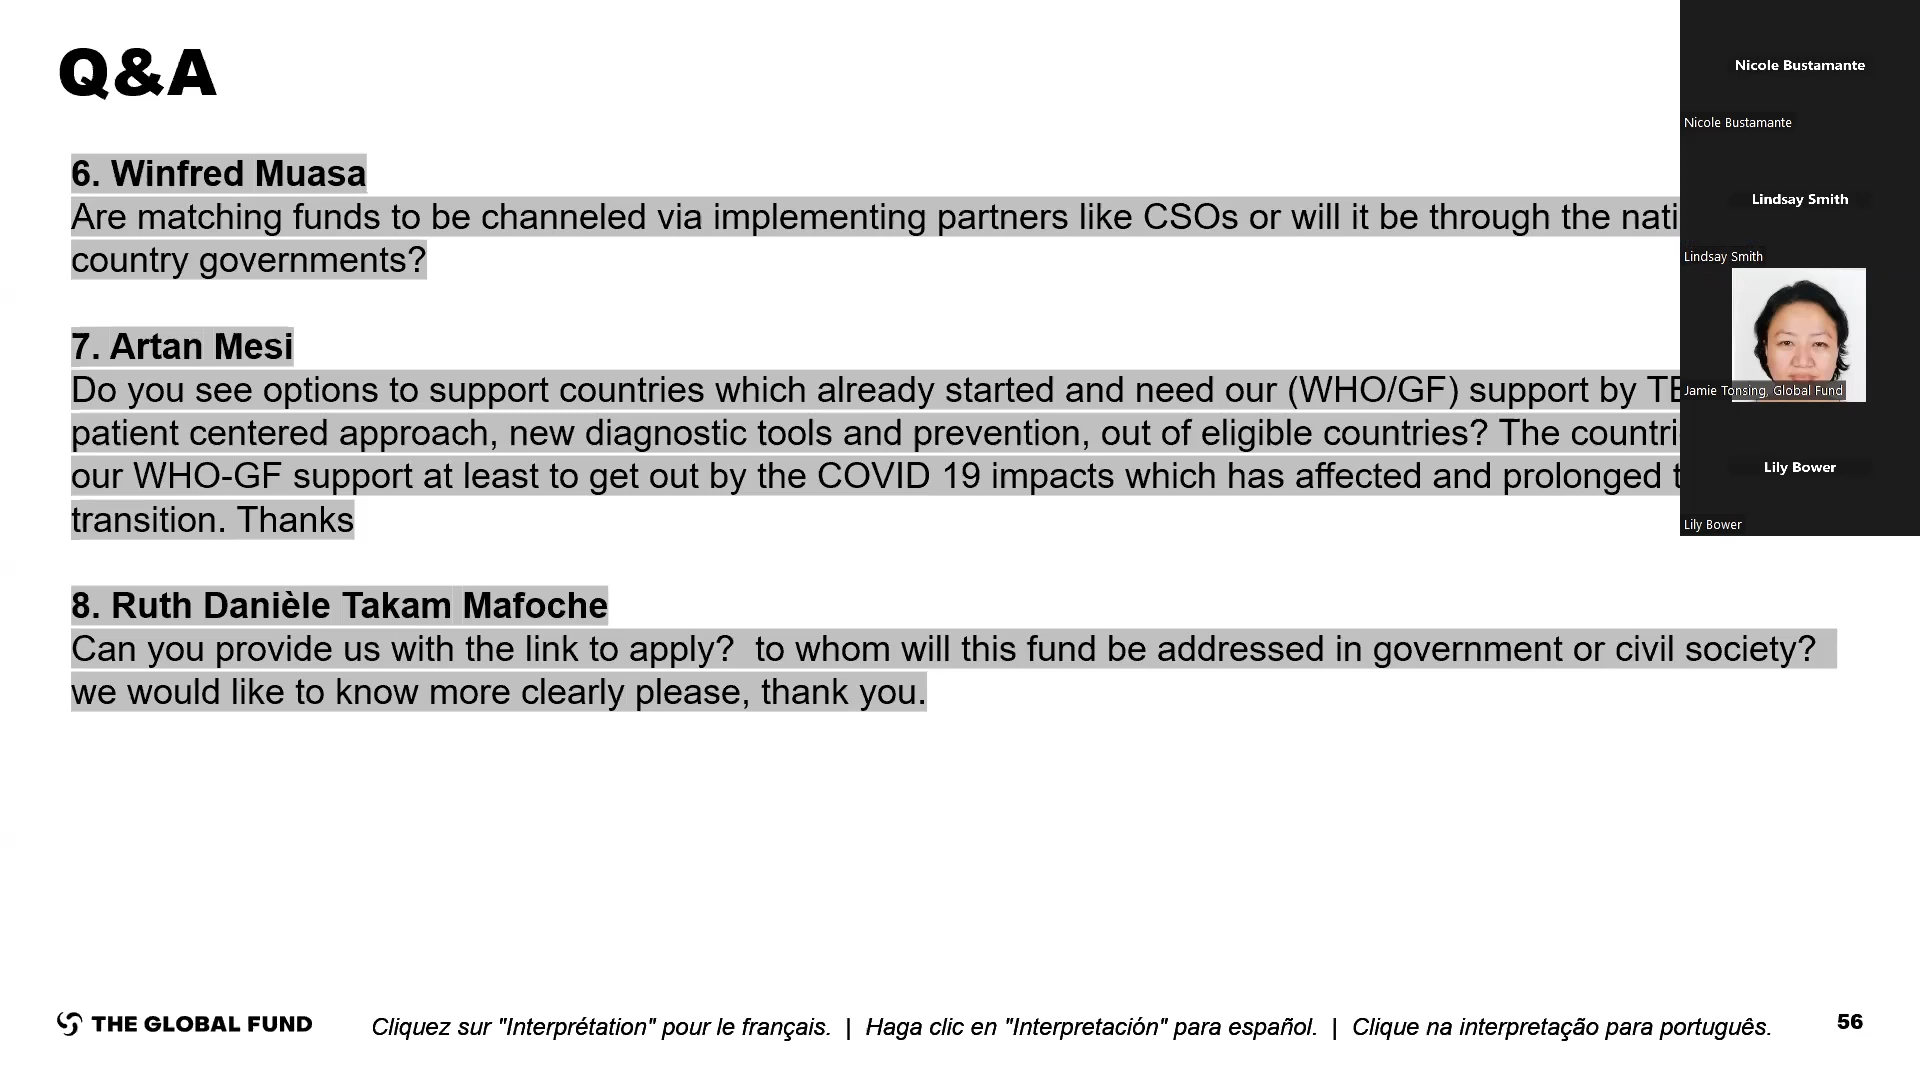 Q&A
6. Winfred Muasa
Are matching funds to be channeled via implementing partners like CSOs or will it be through the
country governments?
7. Artan Mesi
Do you see options to support countries which already started and need our (WHO/GF) support by
patient centered approach, new diagnostic tools and prevention, out of eligible countries? The
our WHO-GF support at least to get out by the COVID 19 impacts which has affected and prolonged
transition. Thanks
8. Ruth Danièle Takam Mafoche
Can you provide us with the link to apply?  to whom will this fund be addressed in government or civil society?
we would like to know more clearly please, thank you.
Nicole Bustamante
Nicole Bustamante
Lindsay Smith
Lindsay Smith
Jamie Tonsing, Global Fund
Lily Bower
Lily Bower
THE GLOBAL FUND
Cliquez sur "Interprétation" pour le français. | Haga clic en "Interpretación" para español. | Clique na interpretação para português.
56